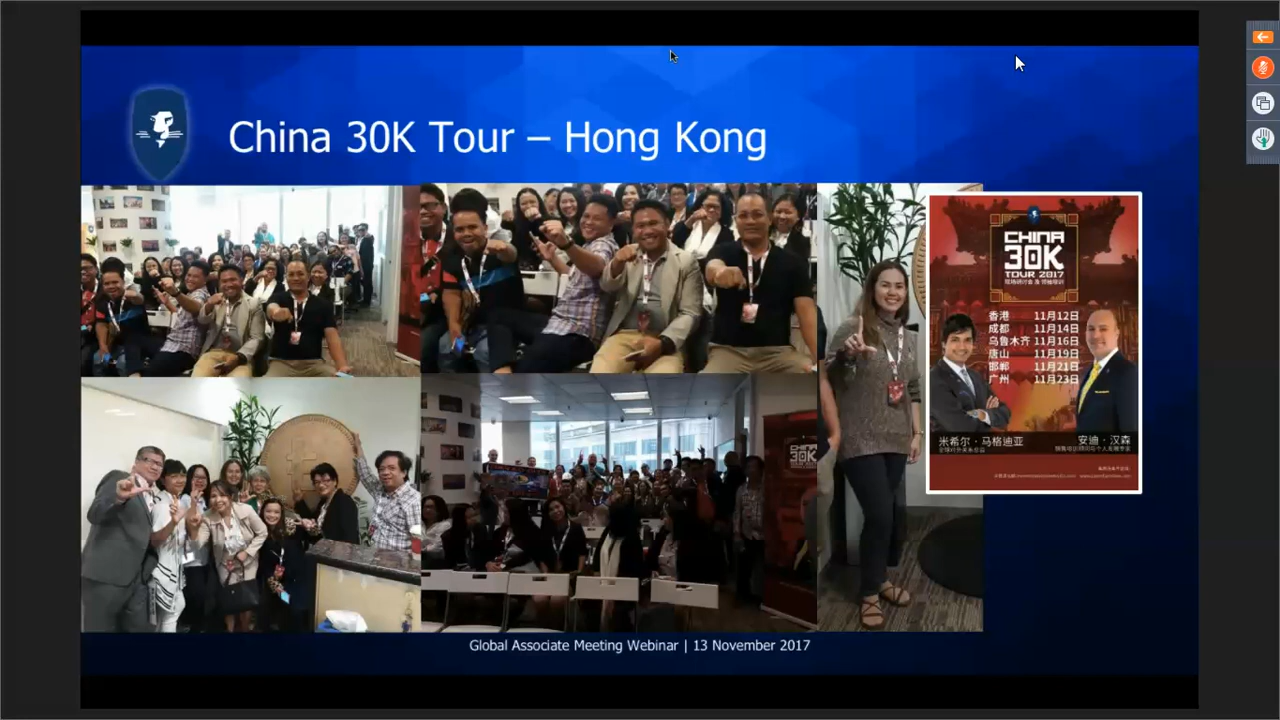 China 30K Tour – Hong Kong
CHINA
30K
TOUR 2017
香港 11月12日
成都 11月14日
乌鲁木齐 11月16日
唐山 11月19日
邯郸 11月21日
广州 11月23日
米希尔·马格迪亚
安迪·汉森
CHINA
30K
Global Associate Meeting Webinar | 13 November 2017